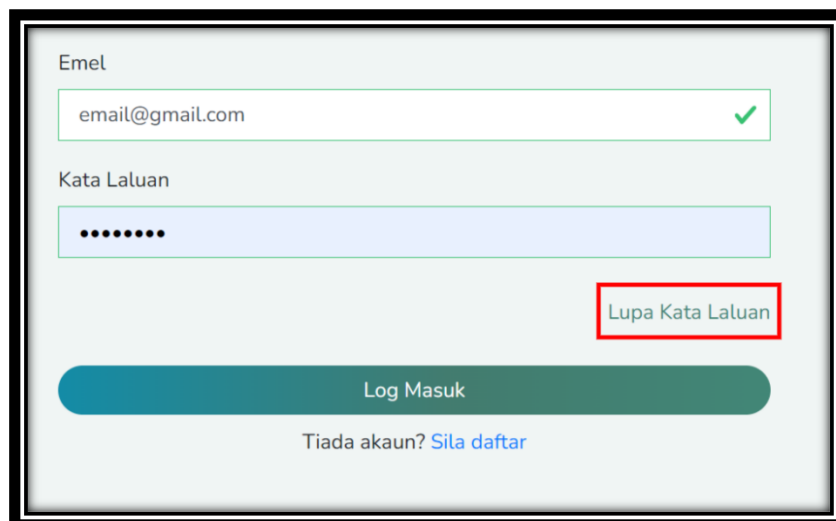 Emel
email@gmail.com
Kata Laluan
••••••••
Lupa Kata Laluan
Log Masuk
Tiada akaun? Sila daftar